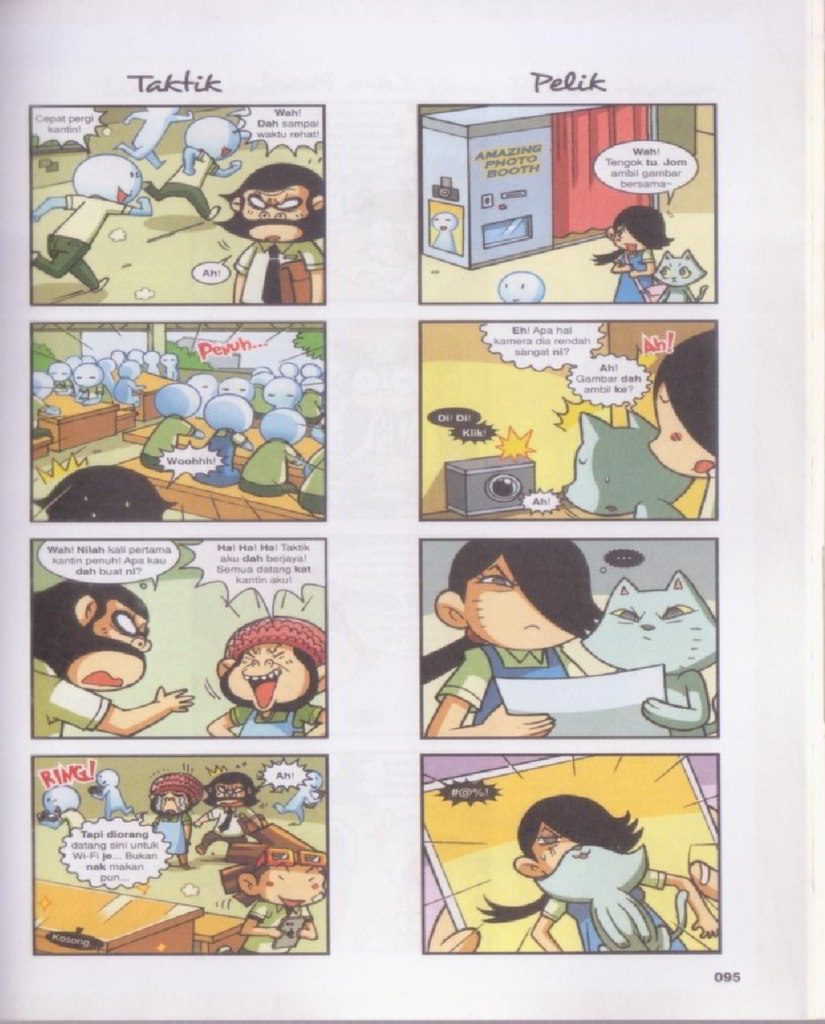 Taktik
Cepat pergi
kantin!
Wah!
Dah sampai
waktu rehat!
Ah!
Penuh...
Woohhh!
Wah! Nilah kali pertama
kantin penuh! Apa kau
dah buat ni?
Ha! Ha! Ha! Taktik
aku dah berjaya!
Semua datang kat
kantin aku!
RING!
Ah!
Tapi diorang
datang sini untuk
Wi-Fi je... Bukan
nak makan
pun...
Kosong...
Pelik
AMAZING
PHOTO
BOOTH
Wah!
Tengok tu. Jom
ambil gambar
bersama~
Eh! Apa hal
kamera dia rendah
sangat ni?
Ah!
Ah!
Gambar dah
ambil ke?
Di! Di!
Klik!
Ah!
...
#@%!
095